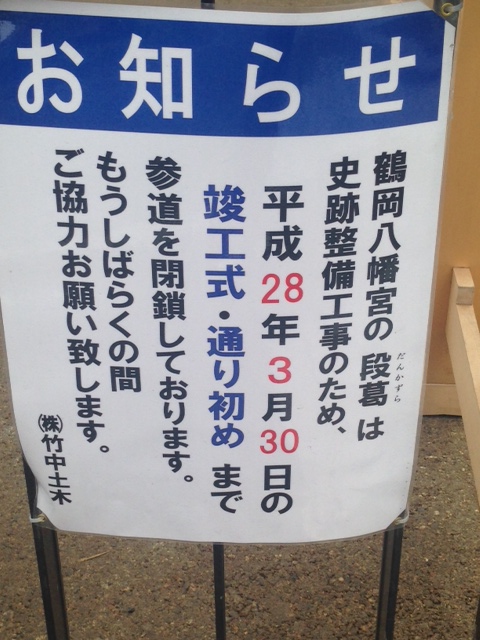 お知らせ
鶴岡八幡宮の段葛は
だんかずら
史跡整備工事のため、
平成28年3月30日の
竣工式・通り初めまで
参道を閉鎖しております。
もうしばらくの間
ご協力お願い致します。
㈱竹中土木